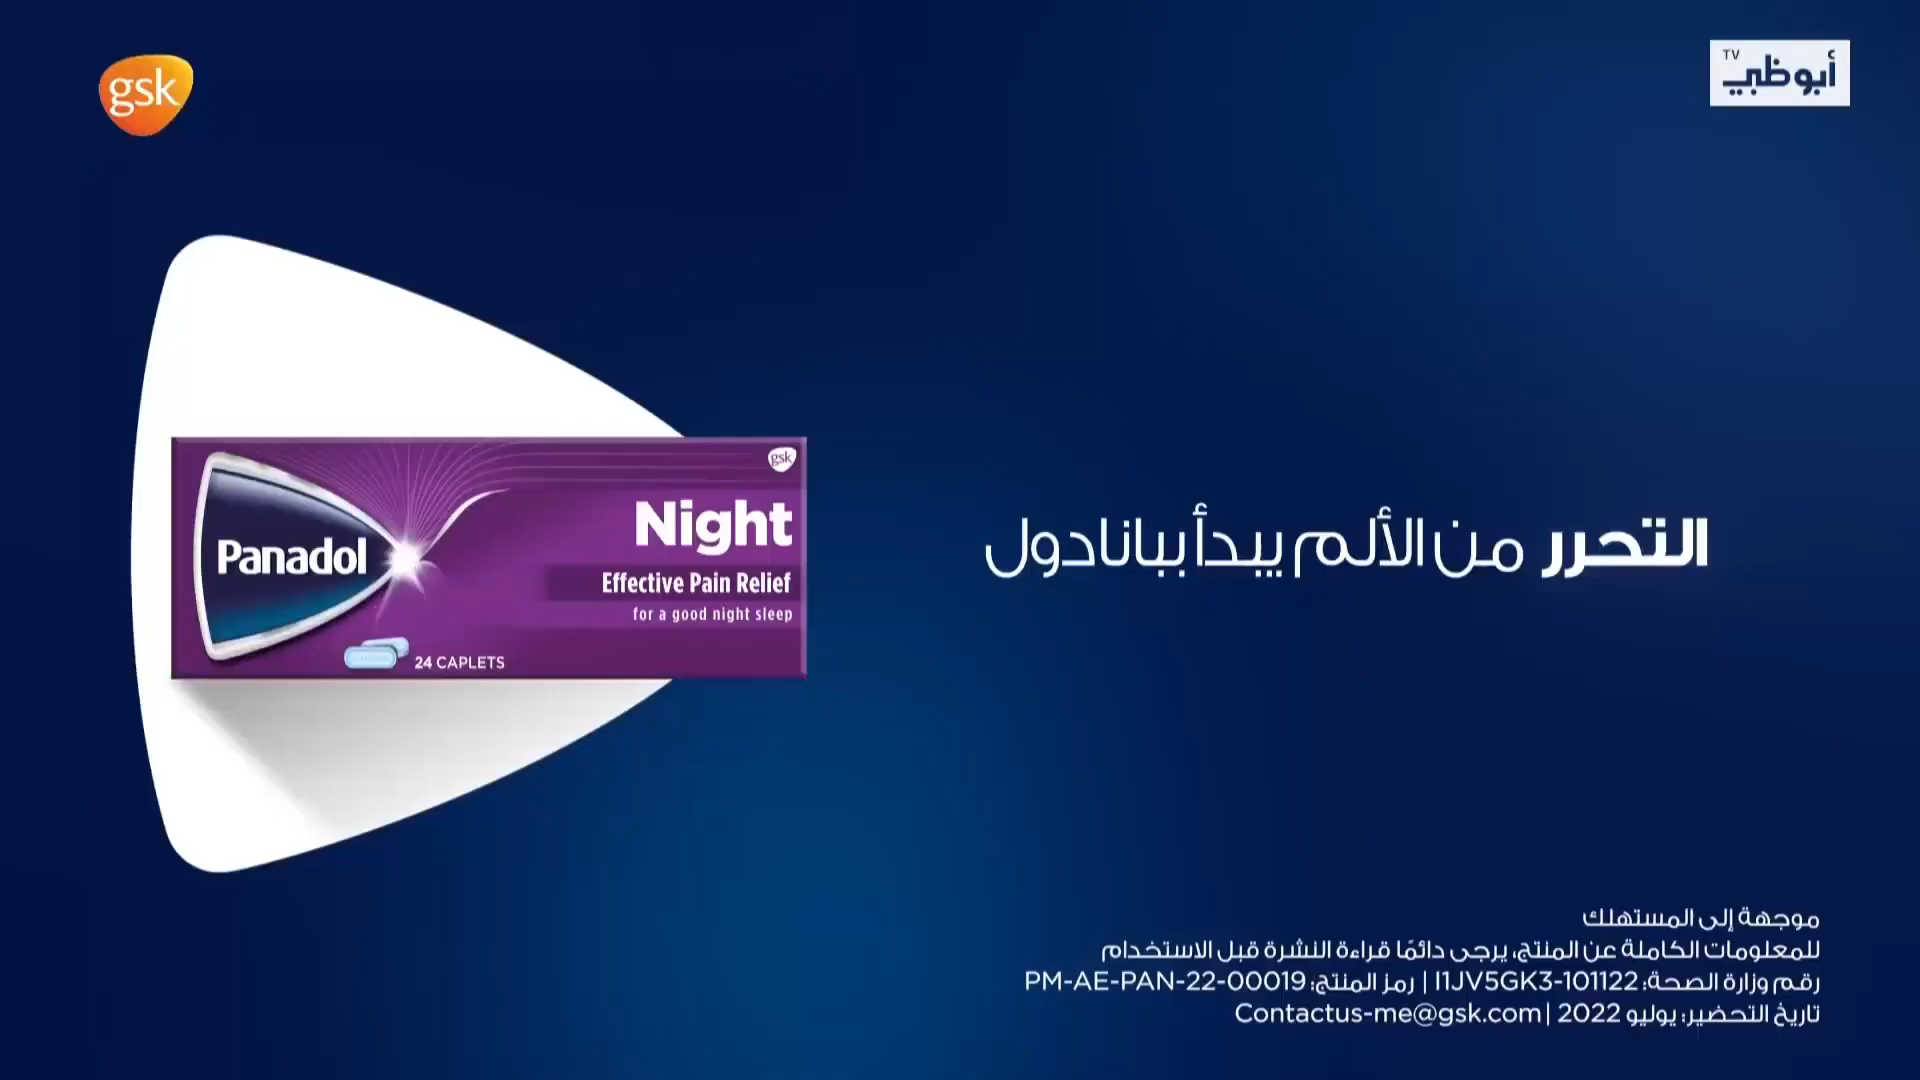 gsk
TV
أبوظبي
gsk
Night
Panadol
Effective Pain Relief
for a good night sleep
24 CAPLETS
التحرر من الألم يبدأ ببانادول
موجهة إلى المستهلك
للمعلومات الكاملة عن المنتج، يرجى دائمًا قراءة النشرة قبل الاستخدام
رقم وزارة الصحة: I1JV5GK3-101122 | رمز المنتج: PM-AE-PAN-22-00019
تاريخ التحضير: يوليو 2022 | Contactus-me@gsk.com